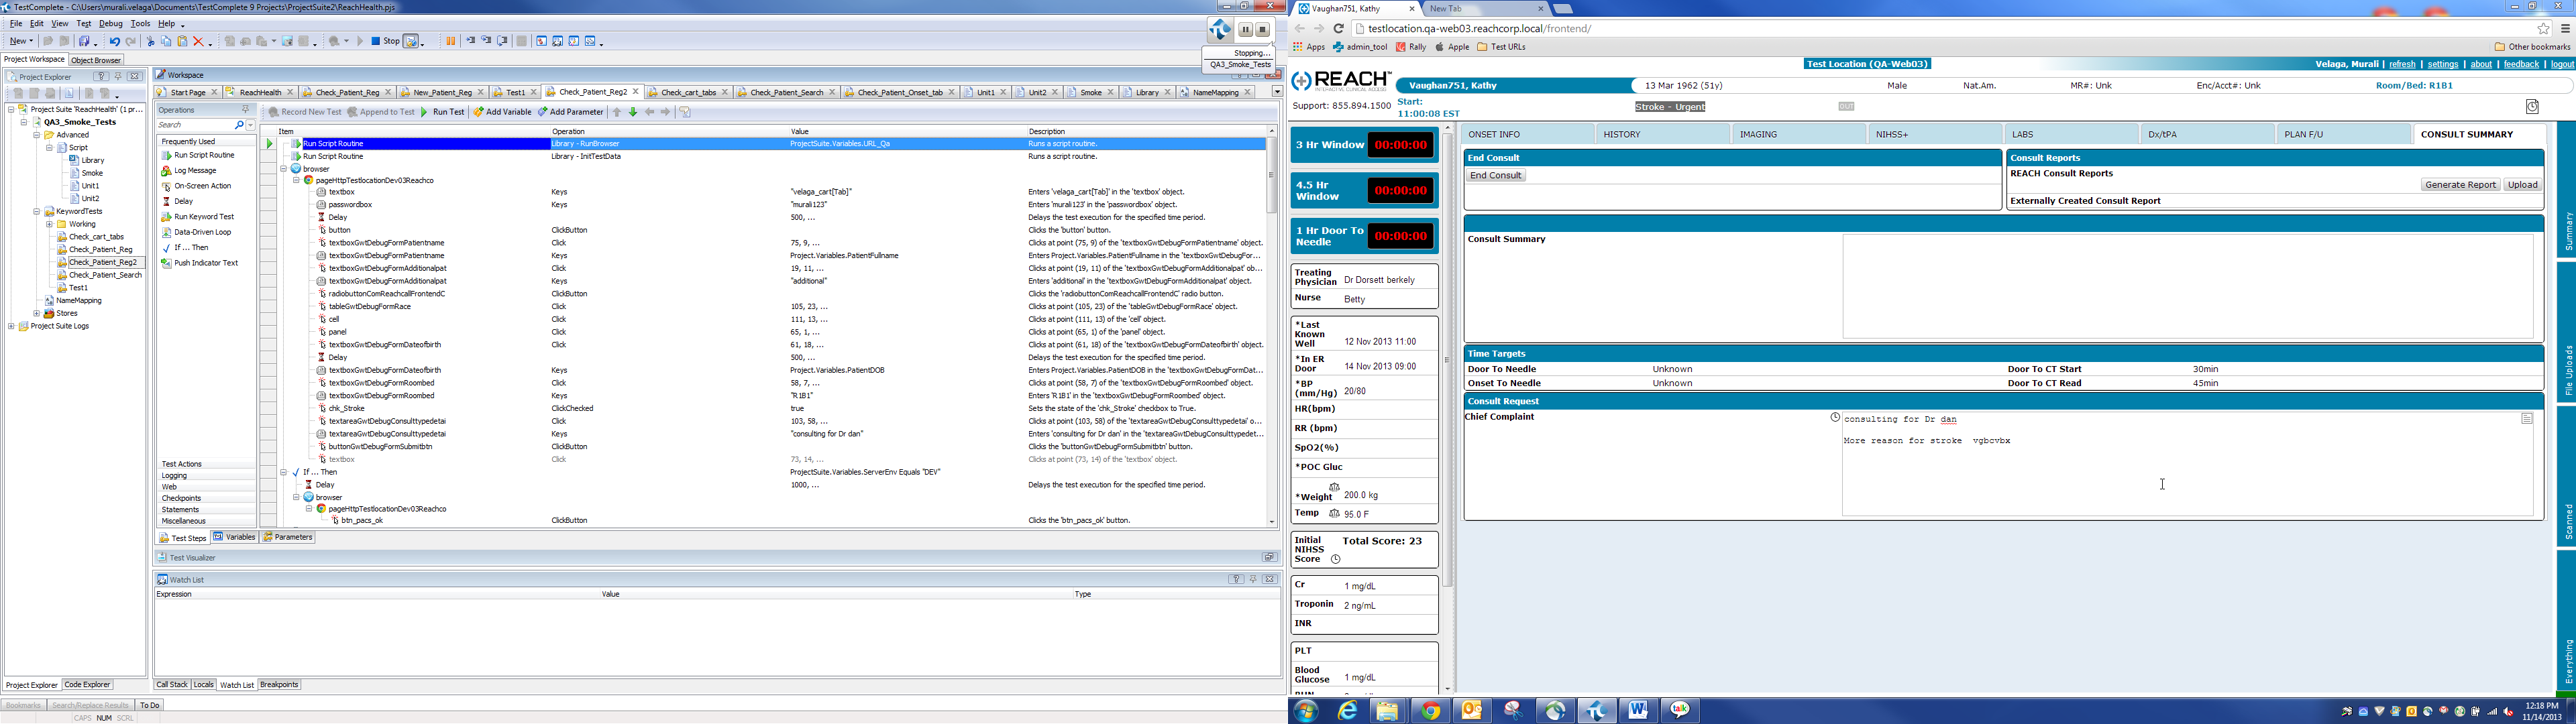 TestComplete - C:\Users\murali.velaga\Documents\TestComplete 9 Projects\ProjectSuite2\ReachHealth.pjs
File Edit View Test Debug Tools Help
New Stop
Stopping...
QA3_Smoke_Tests
Project Workspace Object Browser
Project Explorer
Project Suite 'ReachHealth' (1 pr...
QA3_Smoke_Tests
Advanced
Script
Library
Smoke
Unit1
Unit2
KeywordTests
Working
Check_cart_tabs
Check_Patient_Reg
Check_Patient_Reg2
Check_Patient_Search
Test1
NameMapping
Stores
Project Suite Logs
Project Explorer Code Explorer
Workspace
Start Page ReachHealth Check_Patient_Reg New_Patient_Reg Test1 Check_Patient_Reg2 Check_cart_tabs Check_Patient_Search Check_Patient_Onset_tab Unit1 Unit2 Smoke Library NameMapping
Operations
Search
Frequently Used
Run Script Routine
Log Message
On-Screen Action
Delay
Run Keyword Test
Data-Driven Loop
If ... Then
Push Indicator Text
Test Actions
Logging
Web
Checkpoints
Statements
Miscellaneous
Record New Test Append to Test Run Test Add Variable Add Parameter
Item Operation Value Description
Run Script Routine Library - RunBrowser ProjectSuite.Variables.URL_Qa Runs a script routine.
Run Script Routine Library - InitTestData Runs a script routine.
browser
pageHttpTestlocationDev03Reachco
textbox Keys "velaga_cart[Tab]" Enters 'velaga_cart[Tab]' in the 'textbox' object.
passwordbox Keys "murali123" Enters 'murali123' in the 'passwordbox' object.
Delay 500, ... Delays the test execution for the specified time period.
button ClickButton Clicks the 'button' button.
textboxGwtDebugFormPatientname Click 75, 9, ... Clicks at point (75, 9) of the 'textboxGwtDebugFormPatientname' object.
textboxGwtDebugFormPatientname Keys Project.Variables.PatientFullname Enters Project.Variables.PatientFullname in the 'textboxGwtDebugFor...
textboxGwtDebugFormAdditionalpat Click 19, 11, ... Clicks at point (19, 11) of the 'textboxGwtDebugFormAdditionalpat' ob...
textboxGwtDebugFormAdditionalpat Keys "additional" Enters 'additional' in the 'textboxGwtDebugFormAdditionalpat' object.
radiobuttonComReachcallFrontendC ClickButton Clicks the 'radiobuttonComReachcallFrontendC' radio button.
tableGwtDebugFormRace Click 105, 23, ... Clicks at point (105, 23) of the 'tableGwtDebugFormRace' object.
cell Click 111, 13, ... Clicks at point (111, 13) of the 'cell' object.
panel Click 65, 1, ... Clicks at point (65, 1) of the 'panel' object.
textboxGwtDebugFormDateofbirth Click 61, 18, ... Clicks at point (61, 18) of the 'textboxGwtDebugFormDateofbirth' object.
Delay 500, ... Delays the test execution for the specified time period.
textboxGwtDebugFormDateofbirth Keys Project.Variables.PatientDOB Enters Project.Variables.PatientDOB in the 'textboxGwtDebugFormDat...
textboxGwtDebugFormRoombed Click 58, 7, ... Clicks at point (58, 7) of the 'textboxGwtDebugFormRoombed' object.
textboxGwtDebugFormRoombed Keys "R1B1" Enters 'R1B1' in the 'textboxGwtDebugFormRoombed' object.
chk_Stroke ClickChecked true Sets the state of the 'chk_Stroke' checkbox to True.
textareaGwtDebugConsulttypedetai Click 103, 58, ... Clicks at point (103, 58) of the 'textareaGwtDebugConsulttypedetai' o...
textareaGwtDebugConsulttypedetai Keys "consulting for Dr dan" Enters 'consulting for Dr dan' in the 'textareaGwtDebugConsulttypedet...
buttonGwtDebugFormSubmitbtn ClickButton Clicks the 'buttonGwtDebugFormSubmitbtn' button.
textbox Click 73, 14, ... Clicks at point (73, 14) of the 'textbox' object.
If ... Then ProjectSuite.Variables.ServerEnv Equals "DEV"
Delay 1000, ... Delays the test execution for the specified time period.
browser
pageHttpTestlocationDev03Reachco
btn_pacs_ok ClickButton Clicks the 'btn_pacs_ok' button.
Test Steps Variables Parameters
Test Visualizer
Watch List
Expression Value Type
Call Stack Locals Watch List Breakpoints
Bookmarks Search/Replace Results To Do
CAPS NUM SCRL
Vaughan751, Kathy New Tab
testlocation.qa-web03.reachcorp.local/frontend/
Apps admin_tool Rally Apple Test URLs Other bookmarks
Test Location (QA-Web03) Velaga, Murali | refresh | settings | about | feedback | logout
REACH
Vaughan751, Kathy 13 Mar 1962 (51y) Male Nat.Am. MR#: Unk Enc/Acct#: Unk Room/Bed: R1B1
Support: 855.894.1500 Start:
11:00:08 EST
Stroke - Urgent OUT
3 Hr Window 00:00:00
4.5 Hr
Window 00:00:00
1 Hr Door To
Needle 00:00:00
Treating
Physician Dr Dorsett berkely
Nurse Betty
*Last
Known
Well 12 Nov 2013 11:00
*In ER
Door 14 Nov 2013 09:00
*BP
(mm/Hg) 20/80
HR(bpm)
RR (bpm)
SpO2(%)
*POC Gluc
*Weight 200.0 kg
Temp 95.0 F
Initial
NIHSS
Score Total Score: 23
Cr 1 mg/dL
Troponin 2 ng/mL
INR
PLT
Blood
Glucose 1 mg/dL
ONSET INFO HISTORY IMAGING NIHSS+ LABS Dx/tPA PLAN F/U CONSULT SUMMARY
End Consult
End Consult
Consult Reports
REACH Consult Reports
Generate Report Upload
Externally Created Consult Report
Consult Summary
Time Targets
Door To Needle Unknown Door To CT Start 30min
Onset To Needle Unknown Door To CT Read 45min
Consult Request
Chief Complaint consulting for Dr dan
More reason for stroke vgbcvbx
Summary
File Uploads
Scanned
Everything
talk
12:18 PM
11/14/2013